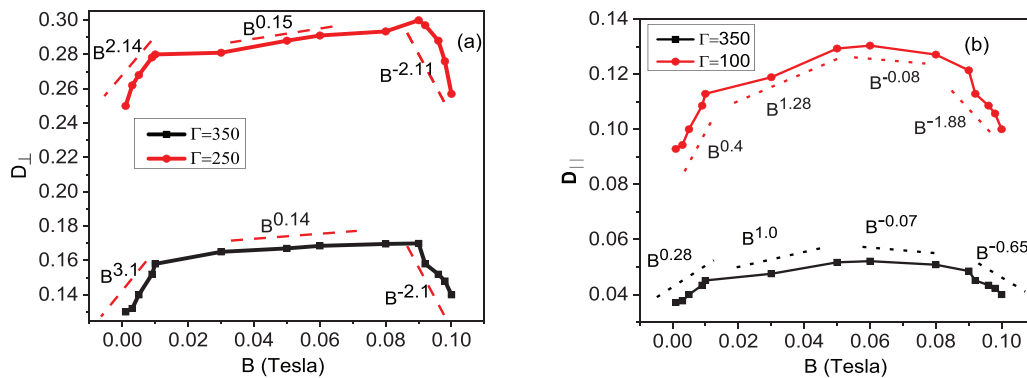 (a)
B^2.14
B^0.15
B^-2.11
Γ=350
Γ=250
B^3.1
B^0.14
B^-2.1
0.30
0.28
0.26
0.24
0.22
0.20
0.18
0.16
0.14
D⊥
0.00 0.02 0.04 0.06 0.08 0.10
B (Tesla)
(b)
Γ=350
Γ=100
B^0.4
B^1.28
B^-0.08
B^-1.88
B^0.28
B^1.0
B^-0.07
B^-0.65
0.14
0.12
0.10
0.08
0.06
0.04
D||
0.00 0.02 0.04 0.06 0.08 0.10
B (Tesla)